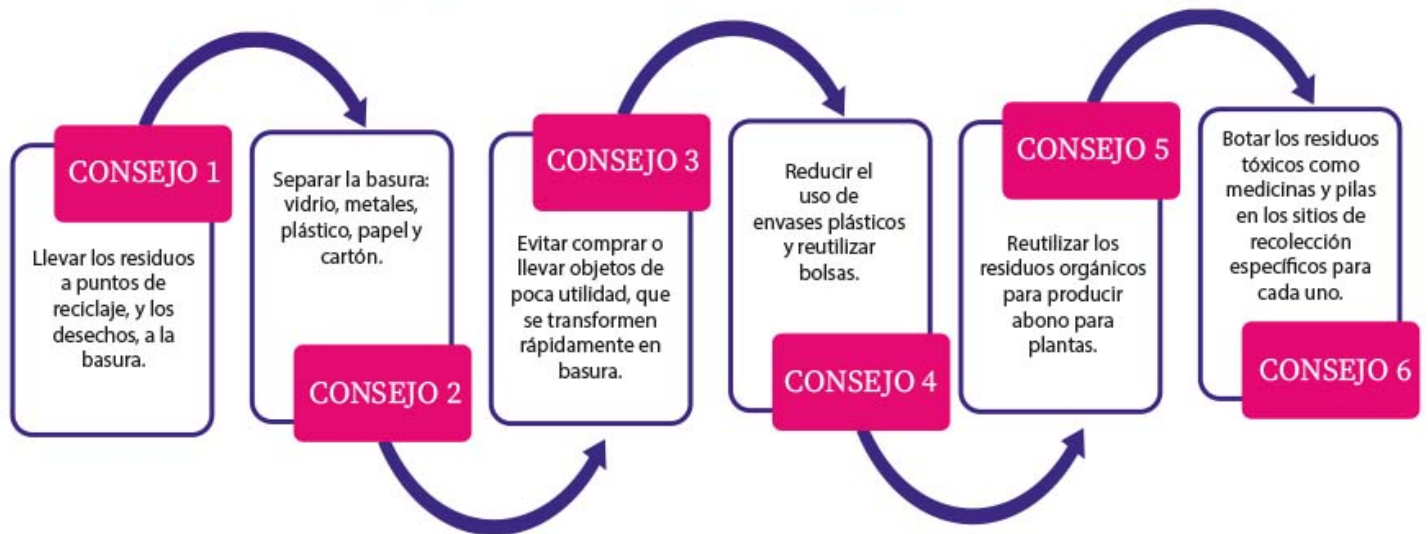 CONSEJO 1
Llevar los residuos
a puntos de
reciclaje, y los
desechos, a la
basura.
Separar la basura:
vidrio, metales,
plástico, papel y
cartón.
CONSEJO 2
CONSEJO 3
Evitar comprar o
llevar objetos de
poca utilidad, que
se transformen
rápidamente en
basura.
Reducir el
uso de
envases plásticos
y reutilizar
bolsas.
CONSEJO 4
CONSEJO 5
Reutilizar los
residuos orgánicos
para producir
abono para
plantas.
Botar los residuos
tóxicos como
medicinas y pilas
en los sitios de
recolección
específicos para
cada uno.
CONSEJO 6